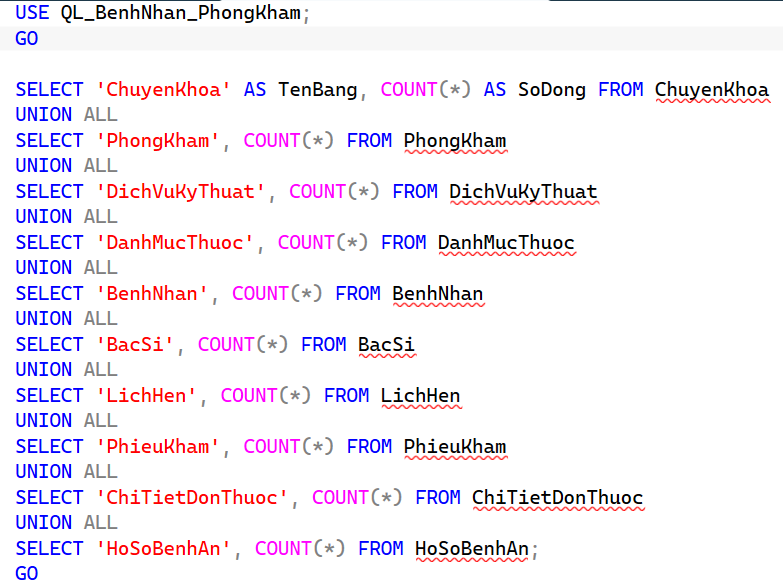 USE QL_BenhNhan_PhongKham;
GO
SELECT 'ChuyenKhoa' AS TenBang, COUNT(*) AS SoDong FROM ChuyenKhoa
UNION ALL
SELECT 'PhongKham', COUNT(*) FROM PhongKham
UNION ALL
SELECT 'DichVuKyThuat', COUNT(*) FROM DichVuKyThuat
UNION ALL
SELECT 'DanhMucThuoc', COUNT(*) FROM DanhMucThuoc
UNION ALL
SELECT 'BenhNhan', COUNT(*) FROM BenhNhan
UNION ALL
SELECT 'BacSi', COUNT(*) FROM BacSi
UNION ALL
SELECT 'LichHen', COUNT(*) FROM LichHen
UNION ALL
SELECT 'PhieuKham', COUNT(*) FROM PhieuKham
UNION ALL
SELECT 'ChiTietDonThuoc', COUNT(*) FROM ChiTietDonThuoc
UNION ALL
SELECT 'HoSoBenhAn', COUNT(*) FROM HoSoBenhAn;
GO